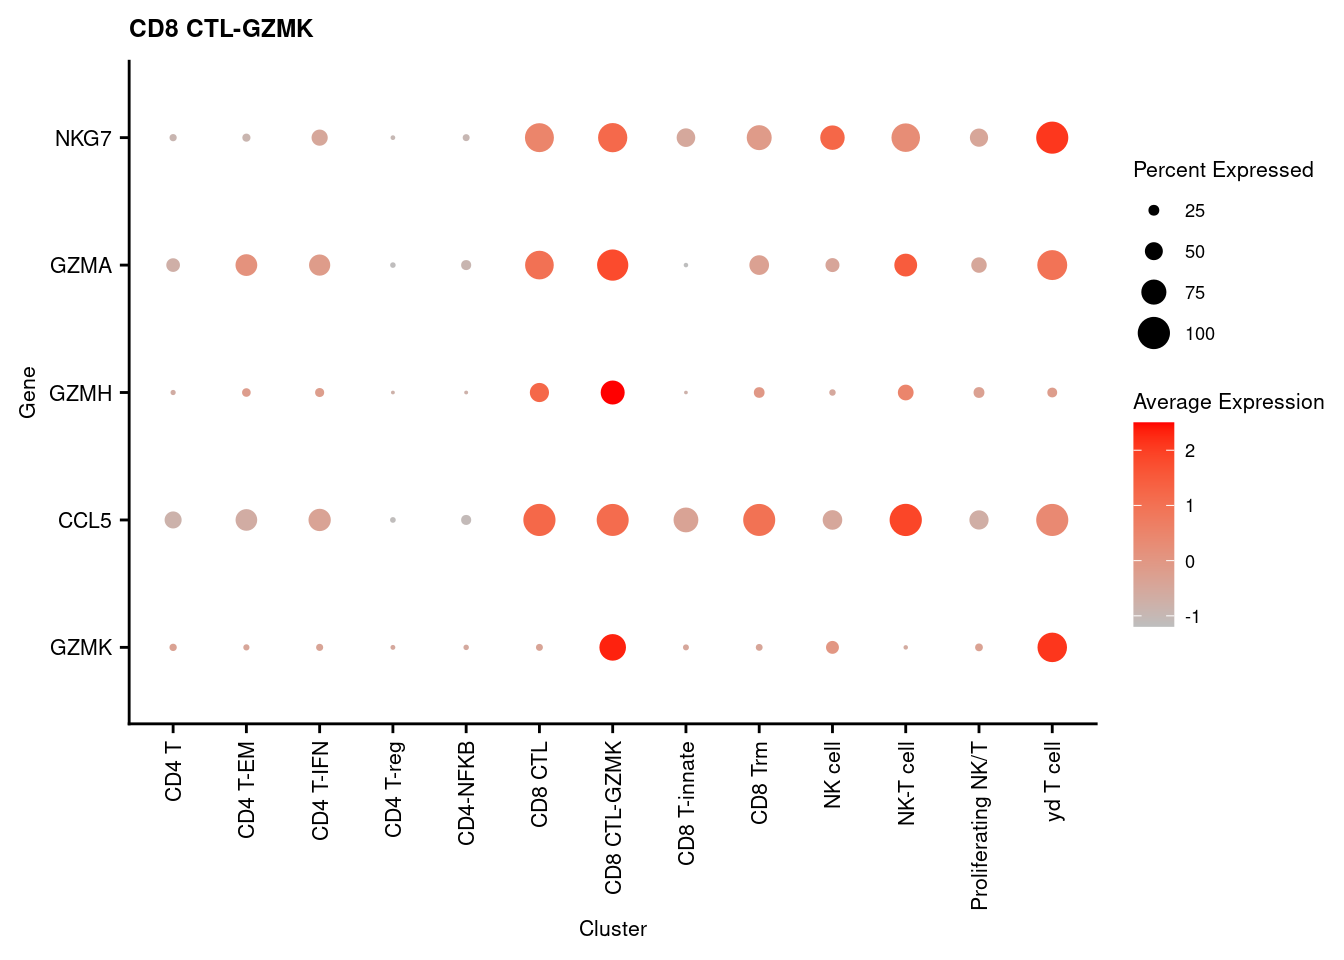 CD8 CTL-GZMK
NKG7
GZMA
GZMH
CCL5
GZMK
Gene
CD4 T
CD4 T-EM
CD4 T-IFN
CD4 T-reg
CD4-NFKB
CD8 CTL
CD8 CTL-GZMK
CD8 T-innate
CD8 Trm
NK cell
NK-T cell
Proliferating NK/T
yd T cell
Cluster
Percent Expressed
25
50
75
100
Average Expression
2
1
0
-1